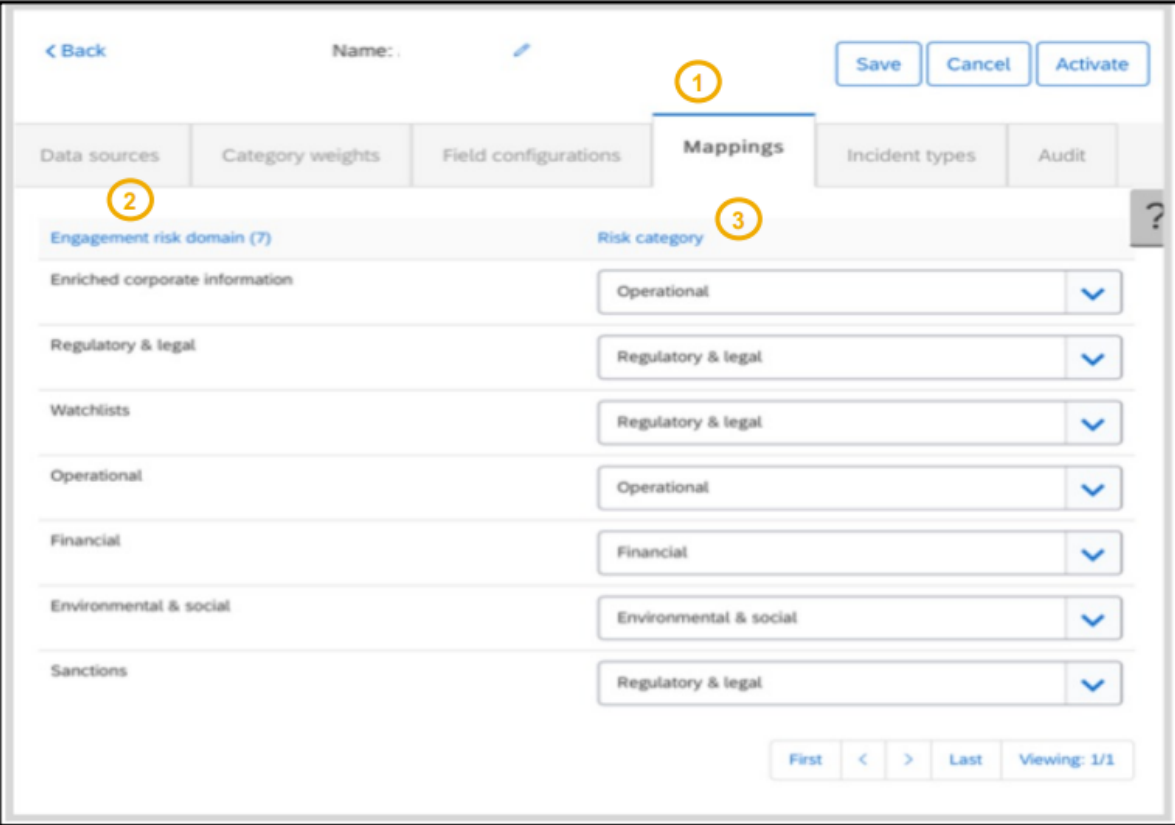 < Back
Name:
Save
Cancel
Activate
1
Data sources
Category weights
Field configurations
Mappings
Incident types
Audit
2
3
?
Engagement risk domain (7)
Risk category
Enriched corporate information
Operational
Regulatory & legal
Regulatory & legal
Watchlists
Regulatory & legal
Operational
Operational
Financial
Financial
Environmental & social
Environmental & social
Sanctions
Regulatory & legal
First
<
>
Last
Viewing: 1/1